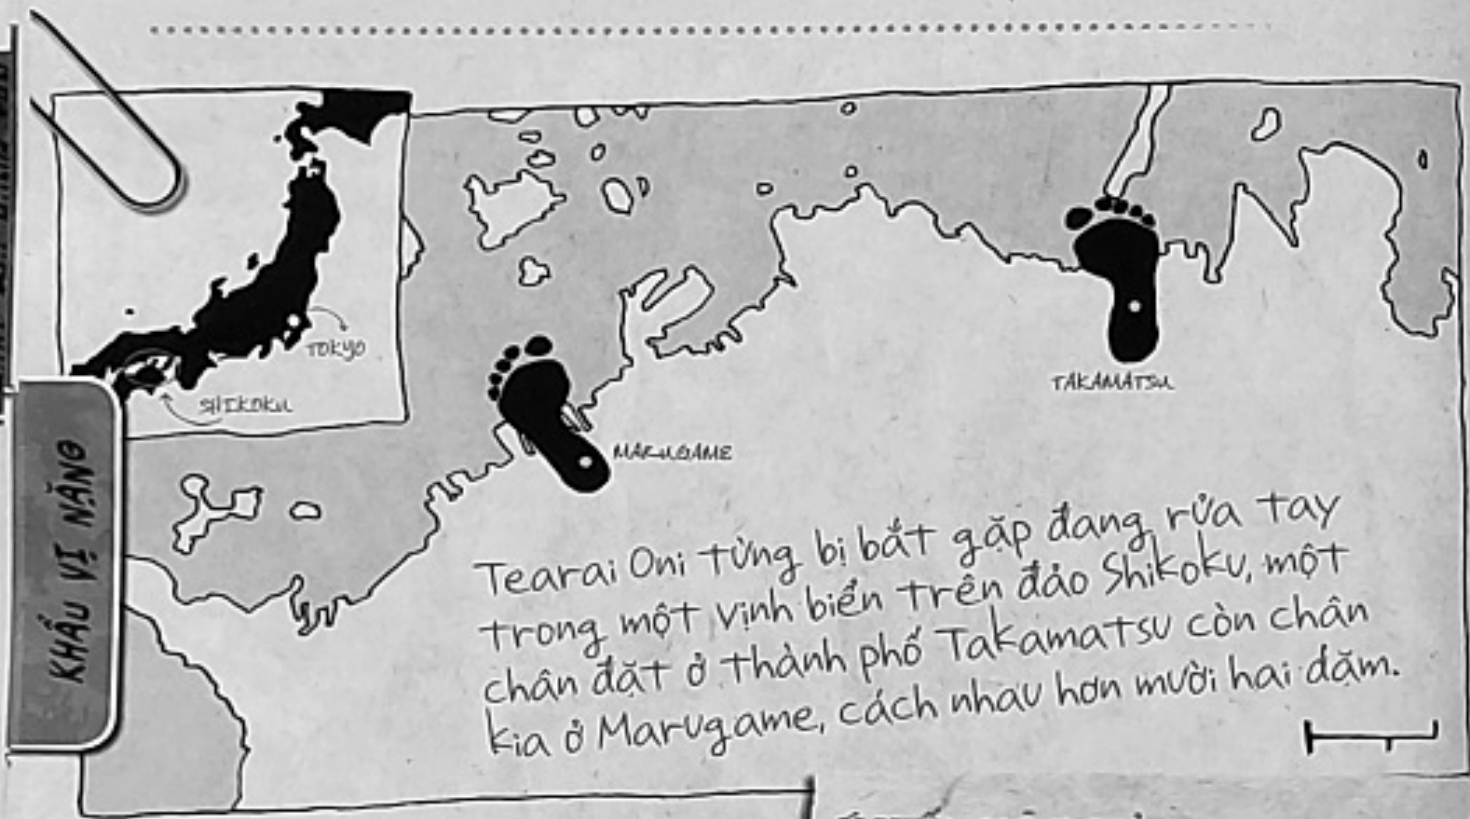 TOKYO
SHIKOKU
TAKAMATSU
MARUGAME
KHẨU VỊ NẶNG
Tearai Oni từng bị bắt gặp đang rửa tay
trong một vịnh biển trên đảo Shikoku, một
chân đặt ở thành phố Takamatsu còn chân
kia ở Marugame, cách nhau hơn mười hai dặm.